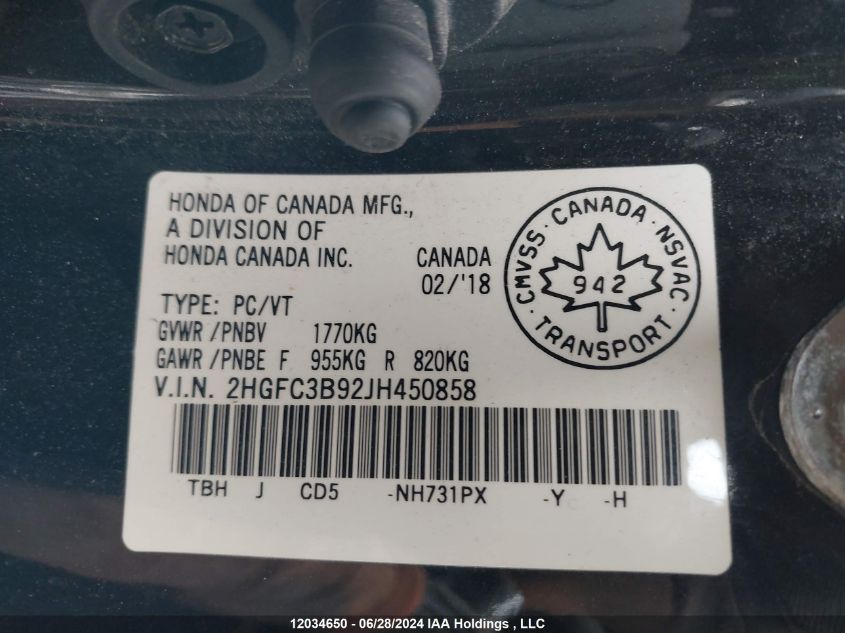 HONDA OF CANADA MFG.,
A DIVISION OF
HONDA CANADA INC. CANADA
02/'18
TYPE: PC/VT
GVWR /PNBV 1770KG
GAWR /PNBE F 955KG R 820KG
V.I.N. 2HGFC3B92JH450858
TBH J CD5 -NH731PX -Y -H
CMVSS · CANADA · NSVAC · TRANSPORT ·
942
12034650 - 06/28/2024 IAA Holdings , LLC